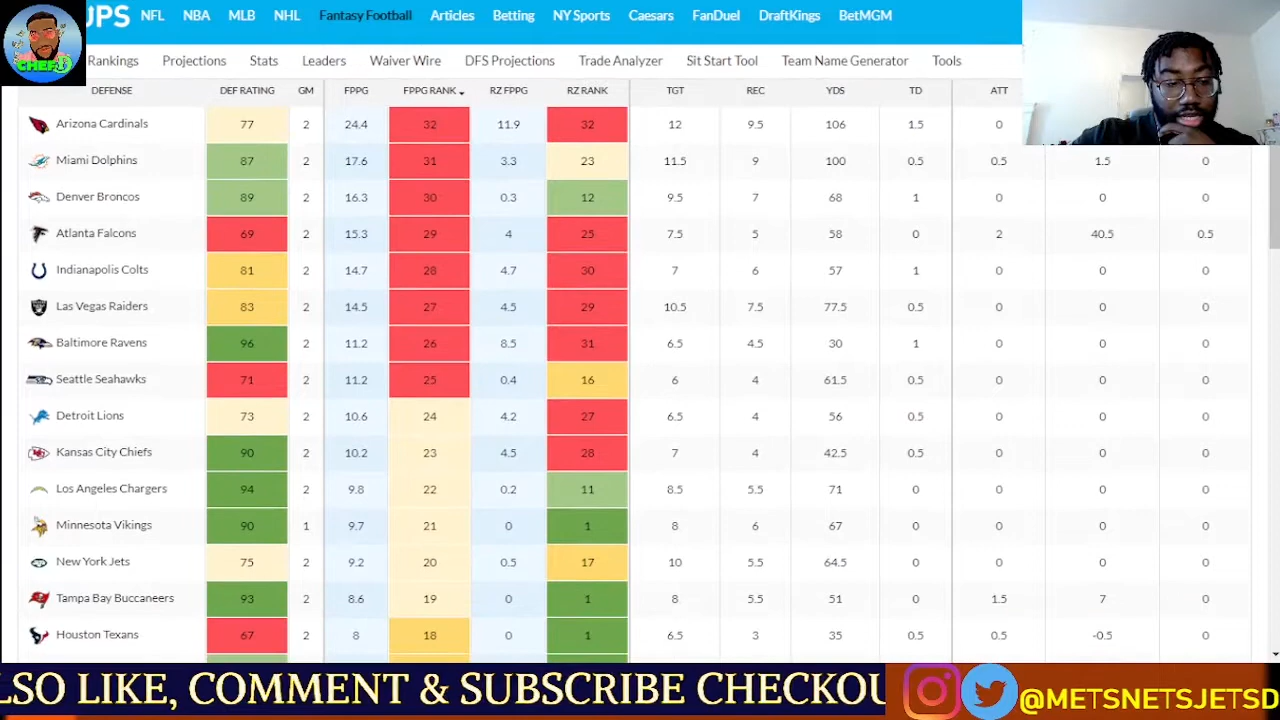 UPS NFL NBA MLB NHL Fantasy Football Articles Betting NY Sports Caesars FanDuel DraftKings BetMGM
CHEF
Rankings Projections Stats Leaders Waiver Wire DFS Projections Trade Analyzer Sit Start Tool Team Name Generator Tools
DEFENSE DEF RATING GM FPPG FPPG RANK RZ FPPG RZ RANK TGT REC YDS TD ATT
Arizona Cardinals 77 2 24.4 32 11.9 32 12 9.5 106 1.5 0
Miami Dolphins 87 2 17.6 31 3.3 23 11.5 9 100 0.5 0.5 1.5 0
Denver Broncos 89 2 16.3 30 0.3 12 9.5 7 68 1 0 0 0
Atlanta Falcons 69 2 15.3 29 4 25 7.5 5 58 0 2 40.5 0.5
Indianapolis Colts 81 2 14.7 28 4.7 30 7 6 57 1 0 0 0
Las Vegas Raiders 83 2 14.5 27 4.5 29 10.5 7.5 77.5 0.5 0 0 0
Baltimore Ravens 96 2 11.2 26 8.5 31 6.5 4.5 30 1 0 0 0
Seattle Seahawks 71 2 11.2 25 0.4 16 6 4 61.5 0.5 0 0 0
Detroit Lions 73 2 10.6 24 4.2 27 6.5 4 56 0.5 0 0 0
Kansas City Chiefs 90 2 10.2 23 4.5 28 7 4 42.5 0.5 0 0 0
Los Angeles Chargers 94 2 9.8 22 0.2 11 8.5 5.5 71 0 0 0 0
Minnesota Vikings 90 1 9.7 21 0 1 8 6 67 0 0 0 0
New York Jets 75 2 9.2 20 0.5 17 10 5.5 64.5 0 0 0 0
Tampa Bay Buccaneers 93 2 8.6 19 0 1 8 5.5 51 0 1.5 7 0
Houston Texans 67 2 8 18 0 1 6.5 3 35 0.5 0.5 -0.5 0
LSO LIKE, COMMENT & SUBSCRIBE CHECKOU
@METSNETSJETSD